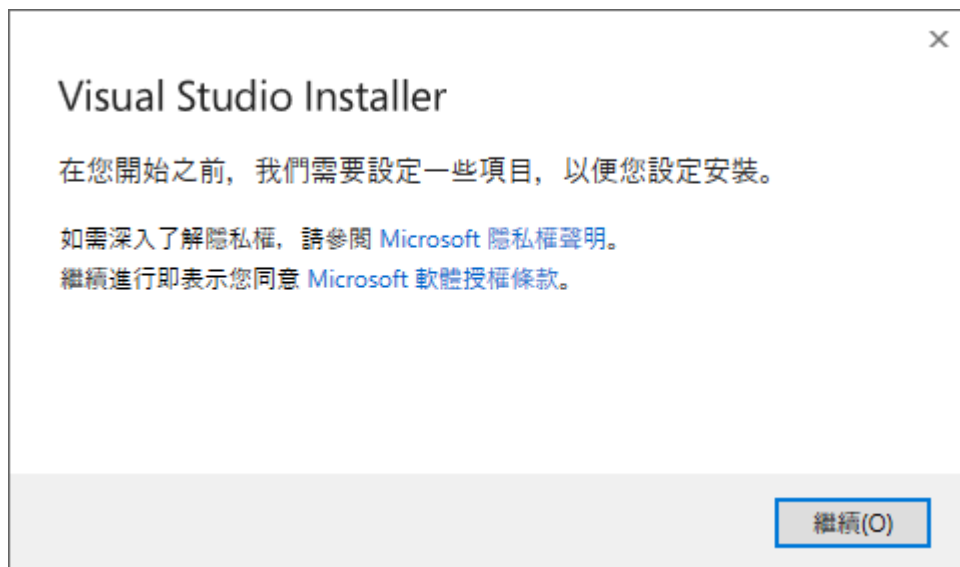 Visual Studio Installer
在您開始之前，我們需要設定一些項目，以便您設定安裝。
如需深入了解隱私權，請參閱 Microsoft 隱私權聲明。
繼續進行即表示您同意 Microsoft 軟體授權條款。
繼續(O)